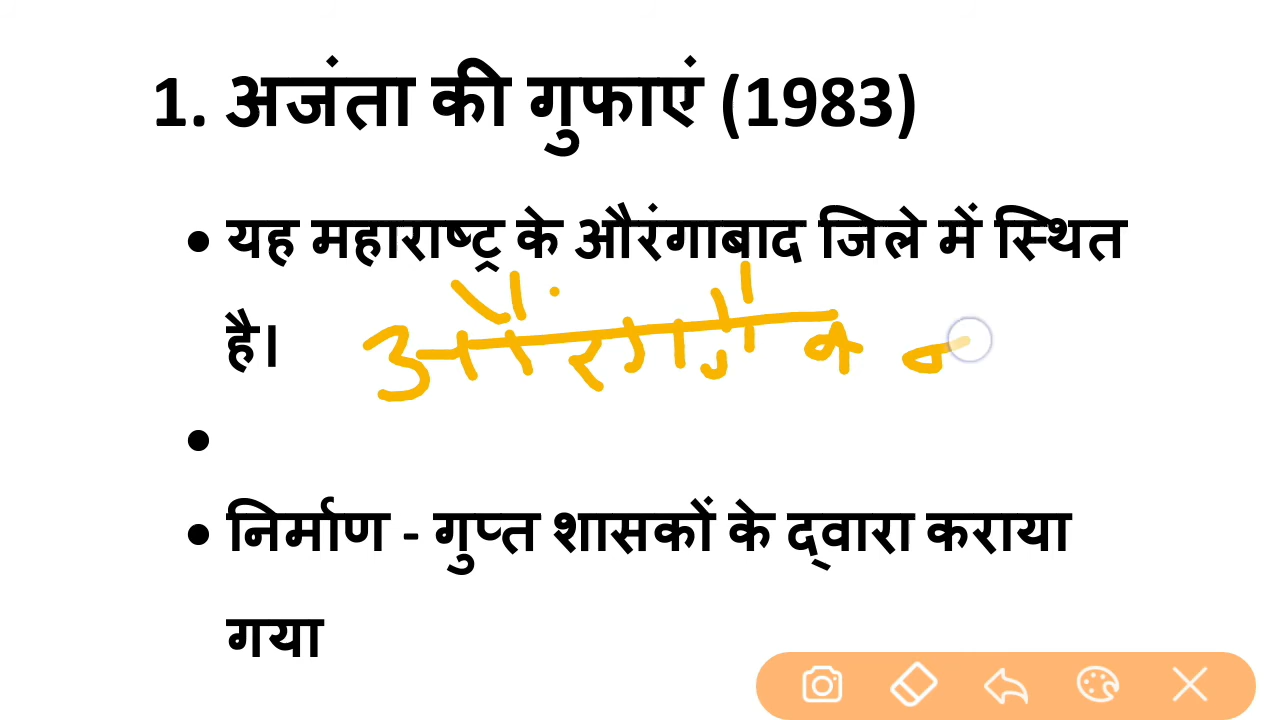 1. अजंता की गुफाएं (1983)
• यह महाराष्ट्र के औरंगाबाद जिले में स्थित
है।
•
• निर्माण - गुप्त शासकों के द्वारा कराया
गया